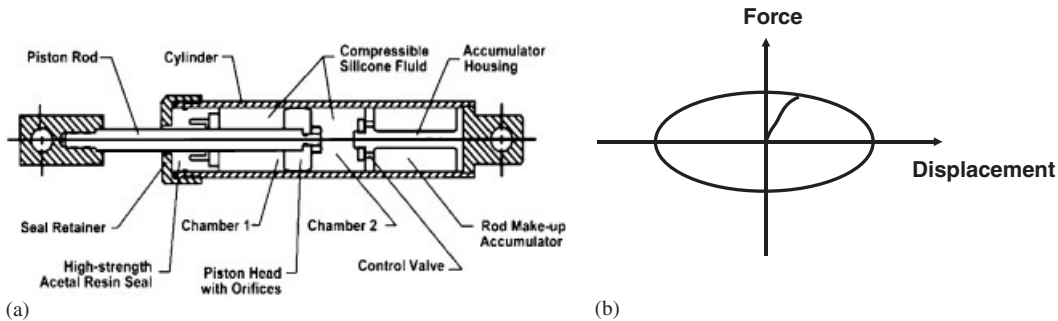 Piston Rod
Cylinder
Compressible
Silicone Fluid
Accumulator
Housing
Seal Retainer
High-strength
Acetal Resin Seal
Chamber 1
Piston Head
with Orifices
Chamber 2
Control Valve
Rod Make-up
Accumulator
(a)
Force
Displacement
(b)